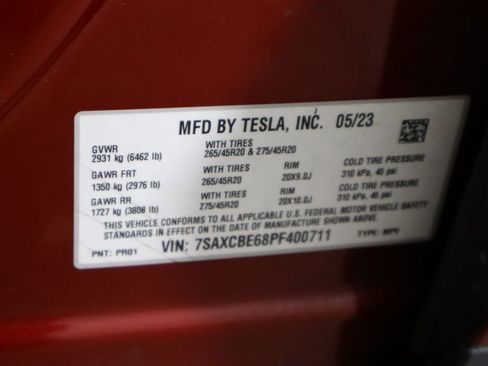 MFD BY TESLA, INC. 05/23
GVWR WITH TIRES
2931 kg (6462 lb) 265/45R20 & 275/45R20
GAWR FRT WITH TIRES RIM COLD TIRE PRESSURE
1350 kg (2976 lb) 265/45R20 20X9.0J 310 kPa, 45 psi
GAWR RR WITH TIRES RIM COLD TIRE PRESSURE
1727 kg (3808 lb) 275/45R20 20X10.0J 310 kPa, 45 psi
THIS VEHICLE CONFORMS TO ALL APPLICABLE U.S. FEDERAL MOTOR VEHICLE SAFETY
STANDARDS IN EFFECT ON THE DATE OF MANUFACTURE SHOWN ABOVE.
VIN: 7SAXCBE68PF400711
PNT: PR01 TYPE: MPV